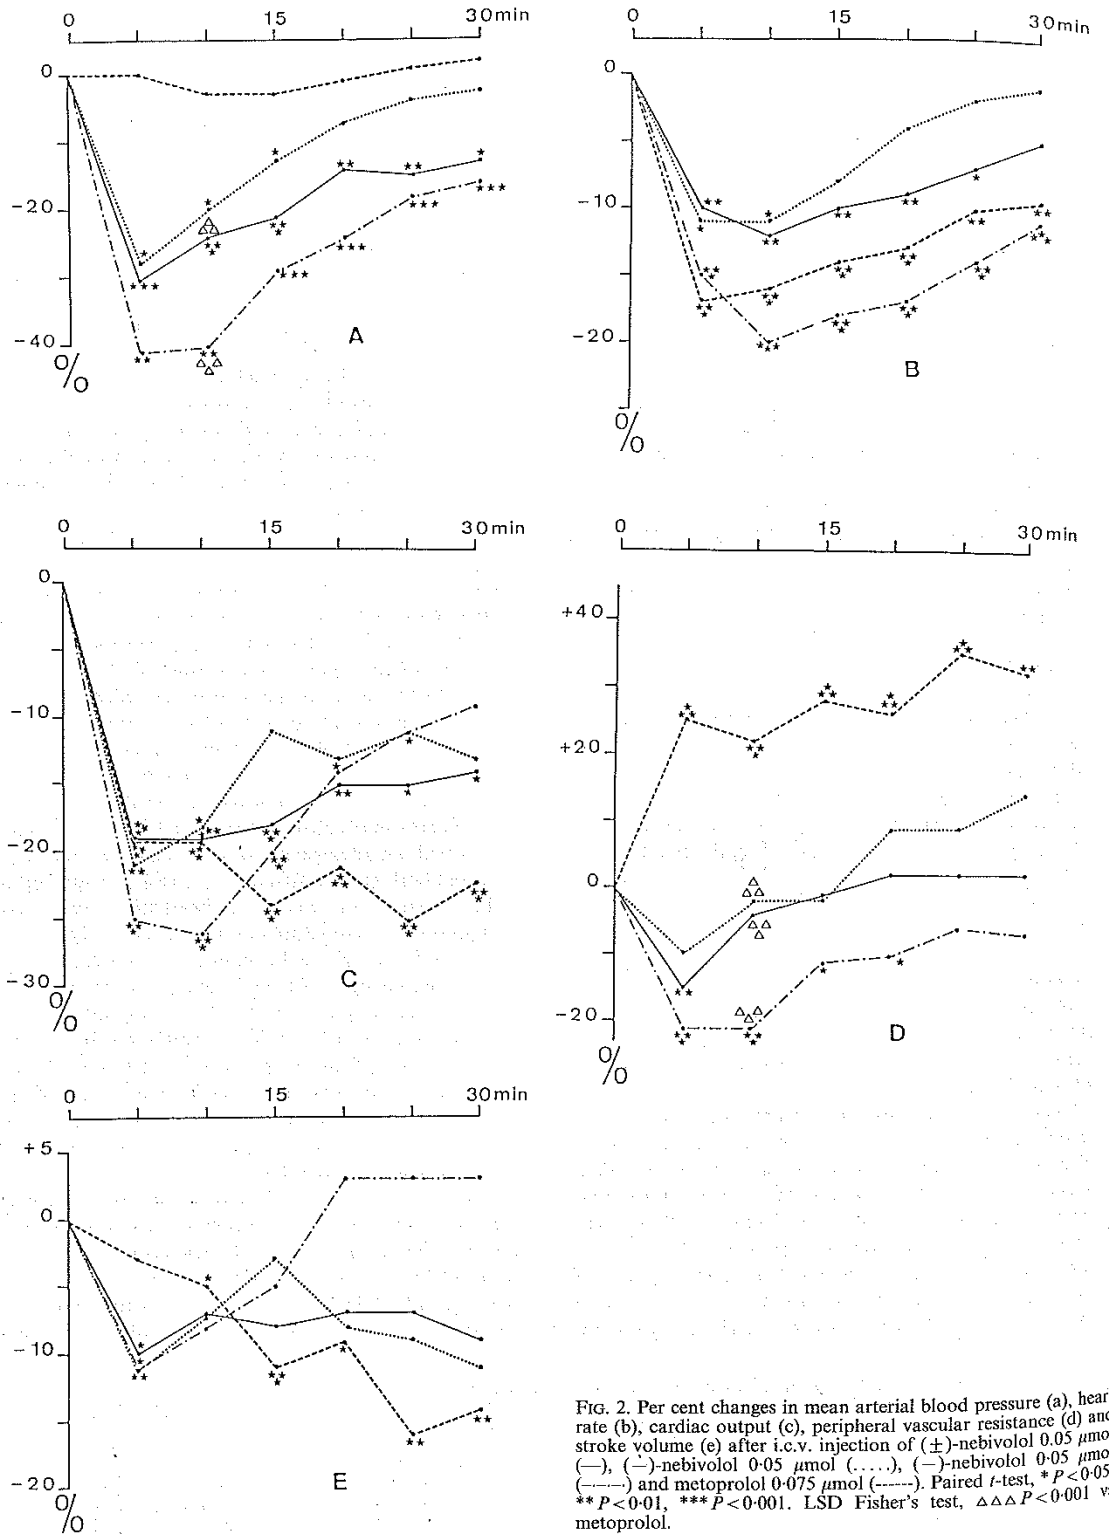 0 15 30min
0
-20
-40
%
A
0 15 30min
0
-10
-20
%
B
0 15 30min
0
-10
-20
-30
%
C
0 15 30min
+40
+20
0
-20
%
D
0 15 30min
+5
0
-10
-20
%
E
FIG. 2. Per cent changes in mean arterial blood pressure (a), hear
rate (b), cardiac output (c), peripheral vascular resistance (d) and
stroke volume (e) after i.c.v. injection of (±)-nebivolol 0.05 μmo
(—), ( )-nebivolol 0·05 μmol (.....), (−)-nebivolol 0·05 μmo
(—·—·) and metoprolol 0·075 μmol (------). Paired t-test, *P<0·05
**P<0·01, ***P<0·001. LSD Fisher's test, △△△P<0·001 v
metoprolol.